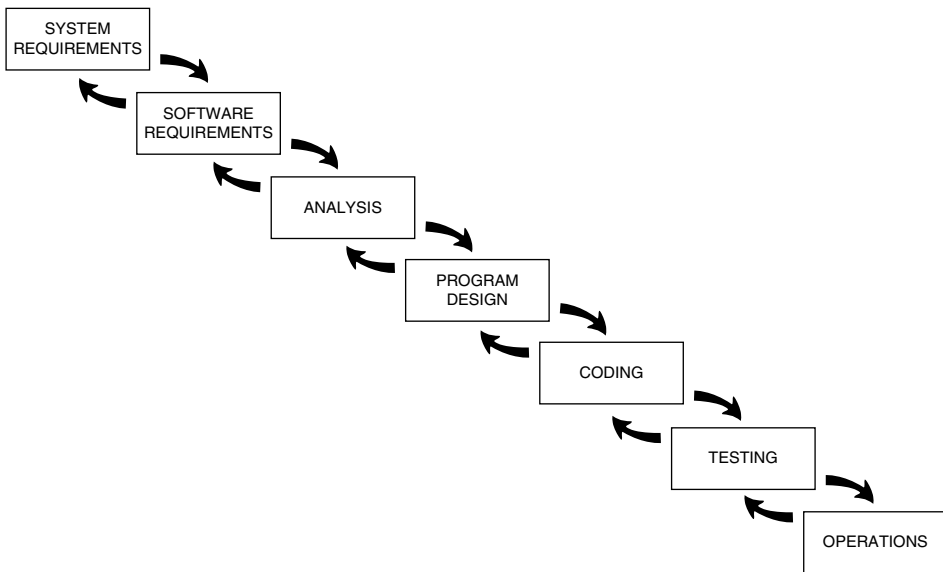 SYSTEM
REQUIREMENTS
SOFTWARE
REQUIREMENTS
ANALYSIS
PROGRAM
DESIGN
CODING
TESTING
OPERATIONS